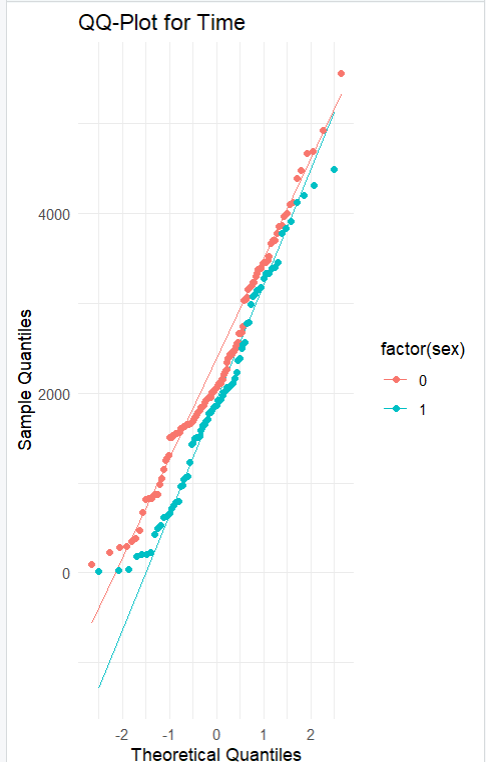 QQ-Plot for Time
Sample Quantiles
4000
2000
0
-2 -1 0 1 2
Theoretical Quantiles
factor(sex)
0
1